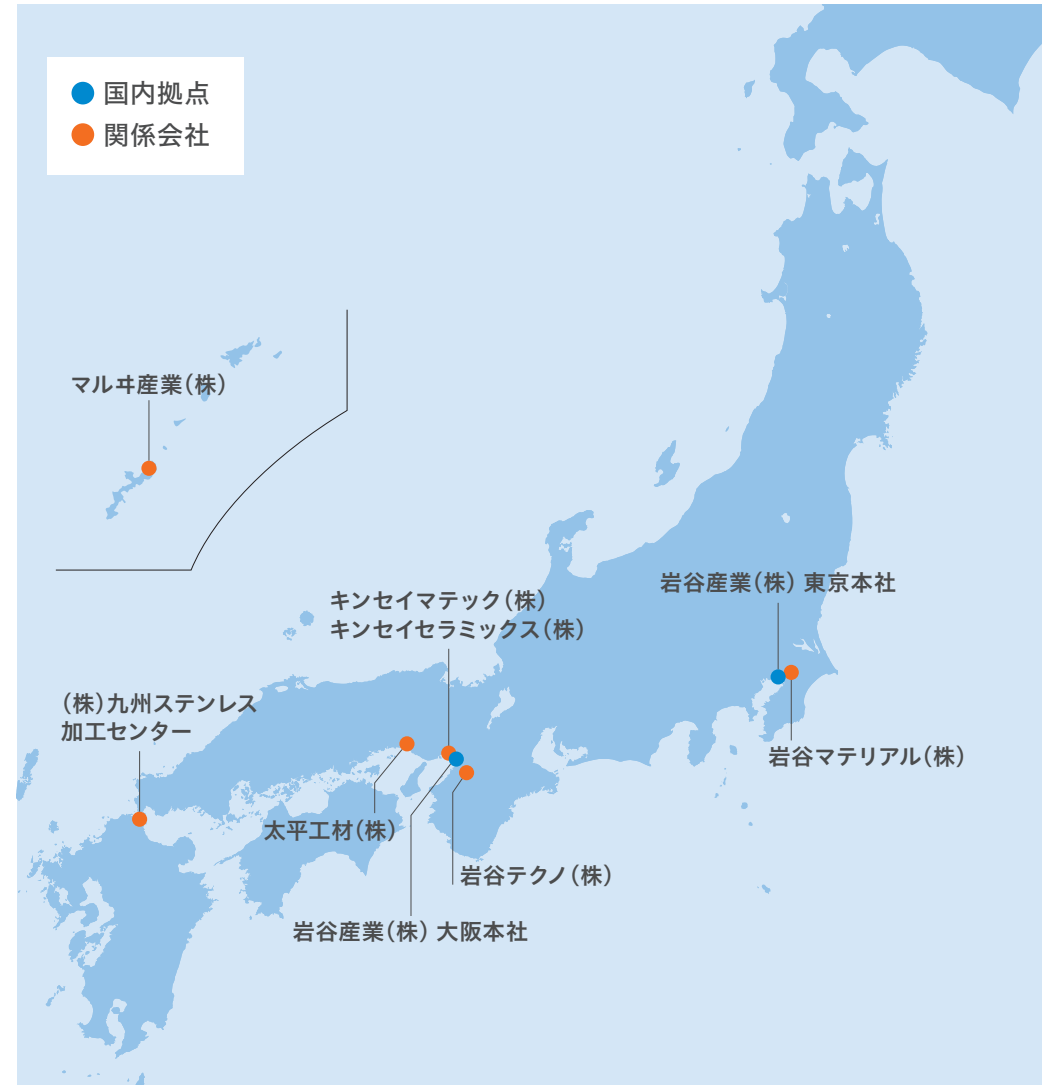 国内拠点
関係会社
マルヰ産業(株)
岩谷産業(株) 東京本社
キンセイマテック(株)
キンセイセラミックス(株)
(株)九州ステンレス
加工センター
岩谷マテリアル(株)
太平工材(株)
岩谷テクノ(株)
岩谷産業(株) 大阪本社